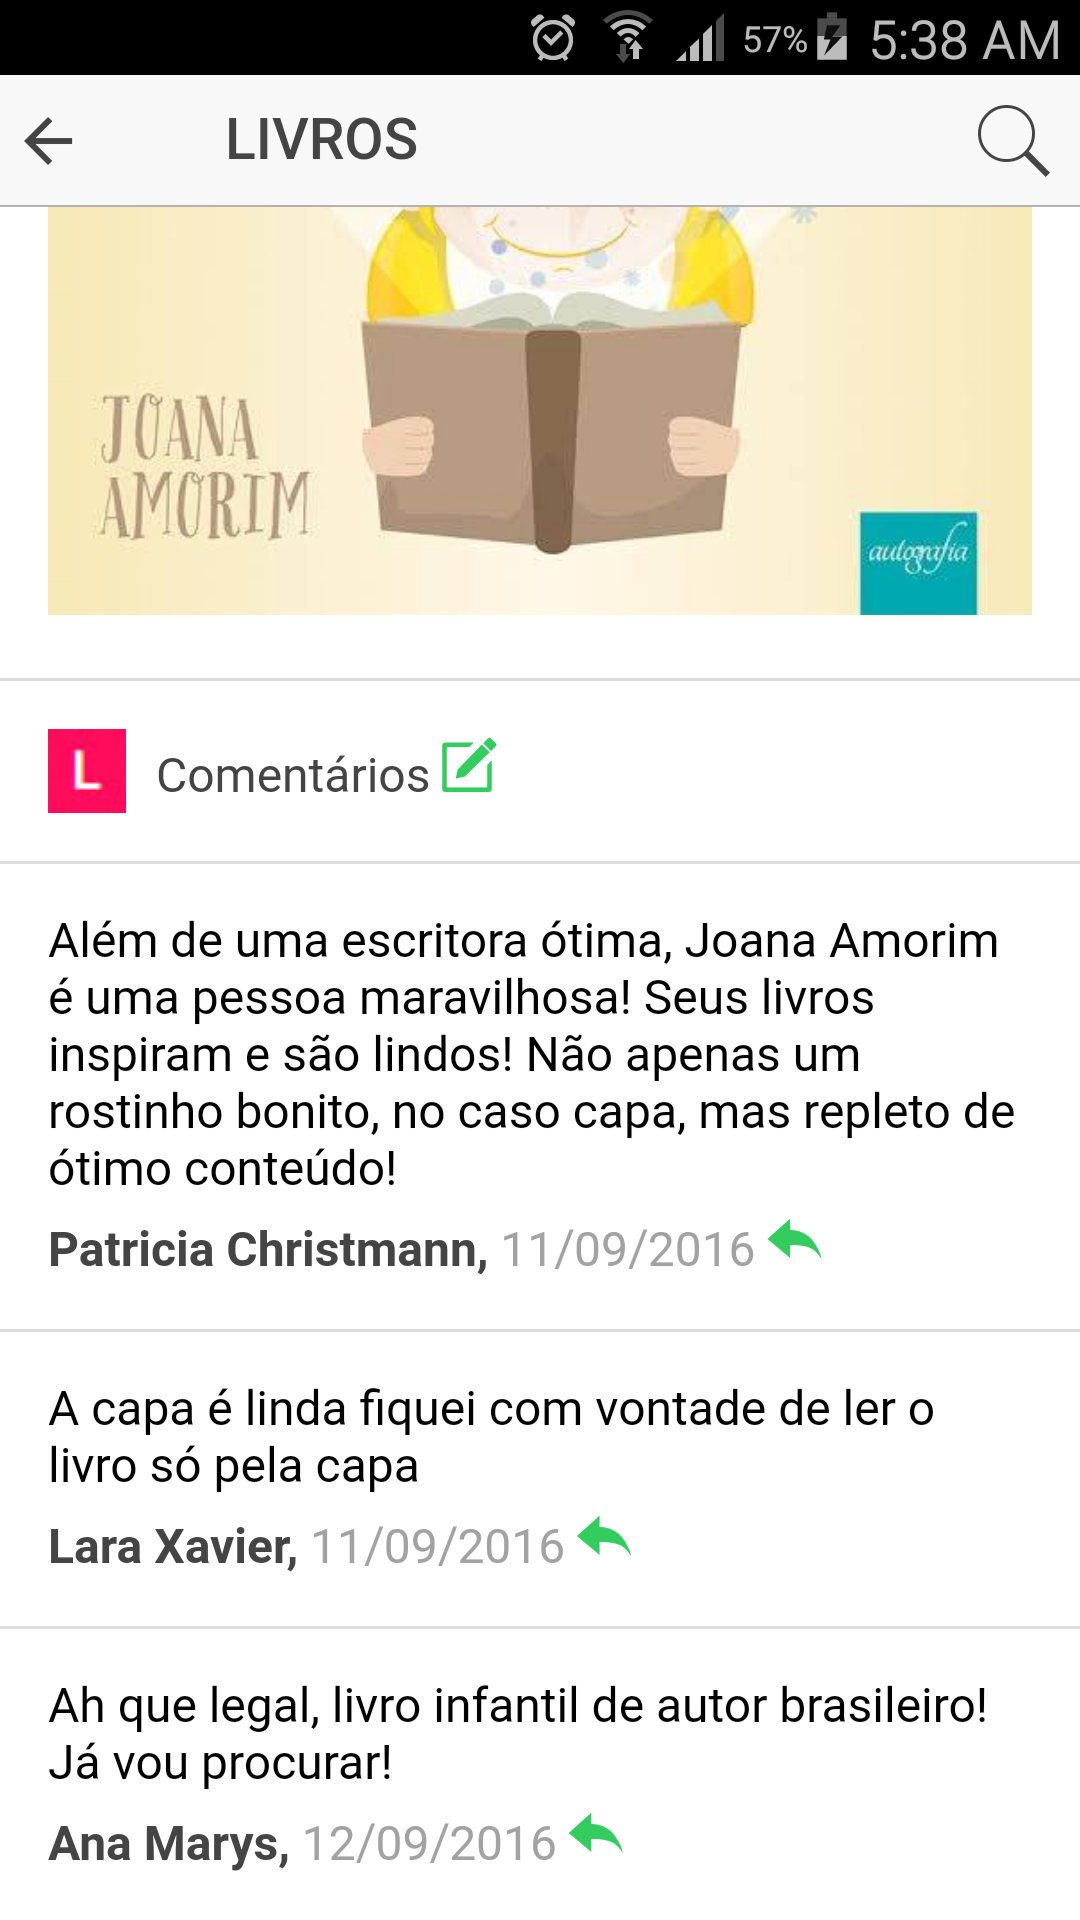 57% 5:38 AM
LIVROS
JOANA
AMORIM
autografia
L Comentários
Além de uma escritora ótima, Joana Amorim
é uma pessoa maravilhosa! Seus livros
inspiram e são lindos! Não apenas um
rostinho bonito, no caso capa, mas repleto de
ótimo conteúdo!
Patricia Christmann, 11/09/2016
A capa é linda fiquei com vontade de ler o
livro só pela capa
Lara Xavier, 11/09/2016
Ah que legal, livro infantil de autor brasileiro!
Já vou procurar!
Ana Marys, 12/09/2016